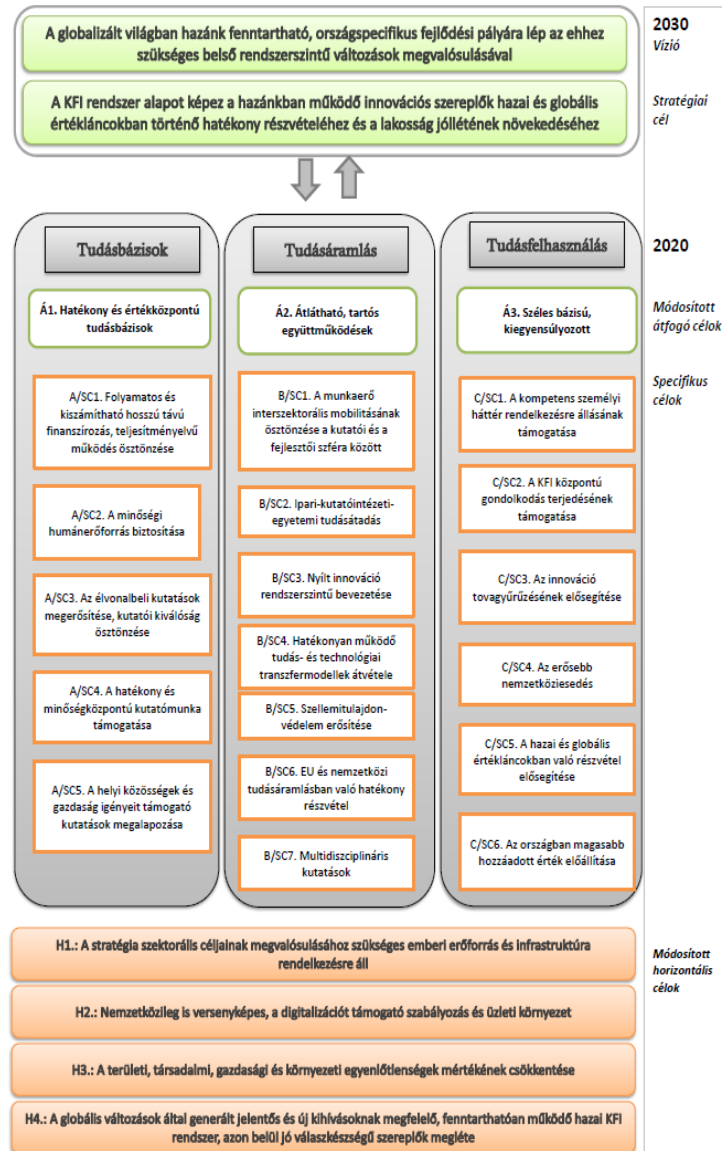 A globalizált világban hazánk fenntartható, országspecifikus fejlődési pályára lép az ehhez
szükséges belső rendszerszintű változások megvalósulásával
2030
Vízió
A KFI rendszer alapot képez a hazánkban működő innovációs szereplők hazai és globális
értékláncokban történő hatékony részvételéhez és a lakosság jóllétének növekedéséhez
Stratégiai
cél
Tudásbázisok
Tudásáramlás
Tudásfelhasználás
2020
Á1. Hatékony és értékközpontú
tudásbázisok
Á2. Átlátható, tartós
együttműködések
Á3. Széles bázisú,
kiegyensúlyozott
Módosított
átfogó célok
Specifikus
célok
A/SC1. Folyamatos és
kiszámítható hosszú távú
finanszírozás, teljesítményelvű
működés ösztönzése
A/SC2. A minőségi
humánerőforrás biztosítása
A/SC3. Az élvonalbeli kutatások
megerősítése, kutatói kiválóság
ösztönzése
A/SC4. A hatékony és
minőségközpontú kutatómunka
támogatása
A/SC5. A helyi közösségek és
gazdaság igényeit támogató
kutatások megalapozása
B/SC1. A munkaerő
interszektorális mobilitásának
ösztönzése a kutatói és a
fejlesztői szféra között
B/SC2. Ipari-kutatóintézeti-
egyetemi tudásátadás
B/SC3. Nyílt innováció
rendszerszintű bevezetése
B/SC4. Hatékonyan működő
tudás- és technológiai
transzfermodellek átvétele
B/SC5. Szellemitulajdon-
védelem erősítése
B/SC6. EU és nemzetközi
tudásáramlásban való hatékony
részvétel
B/SC7. Multidiszciplináris
kutatások
C/SC1. A kompetens személyi
háttér rendelkezésre állásának
támogatása
C/SC2. A KFI központú
gondolkodás terjedésének
támogatása
C/SC3. Az innováció
tovagyűrűzésének elősegítése
C/SC4. Az erősebb
nemzetköziesedés
C/SC5. A hazai és globális
értékláncokban való részvétel
elősegítése
C/SC6. Az országban magasabb
hozzáadott érték előállítása
H1.: A stratégia szektorális céljainak megvalósulásához szükséges emberi erőforrás és infrastruktúra
rendelkezésre áll
Módosított
horizontális
célok
H2.: Nemzetközileg is versenyképes, a digitalizációt támogató szabályozás és üzleti környezet
H3.: A területi, társadalmi, gazdasági és környezeti egyenlőtlenségek mértékének csökkentése
H4.: A globális változások által generált jelentős és új kihívásoknak megfelelő, fenntarthatóan működő hazai KFI
rendszer, azon belül jó válaszkészségű szereplők megléte